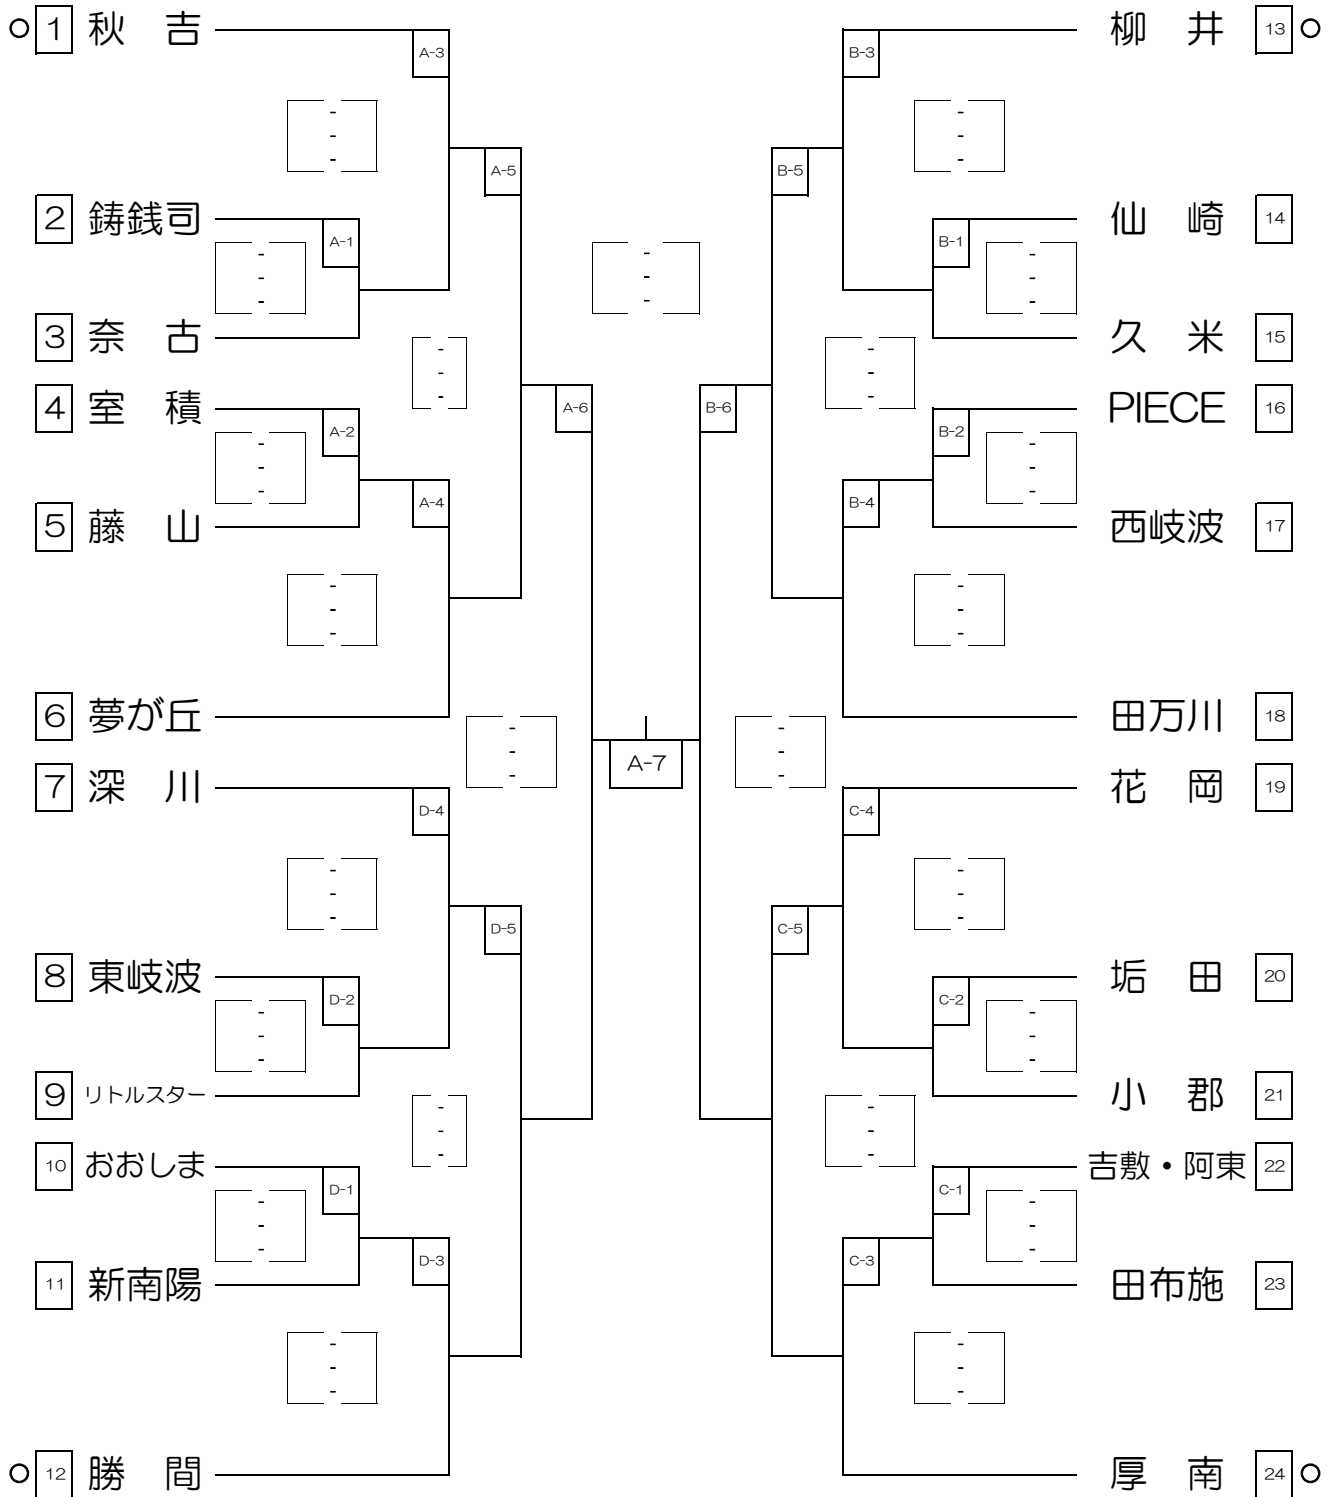 ○ 1 秋 吉
A-3
2 鋳銭司
A-1
A-5
3 奈 古
4 室 積
A-2
A-6
5 藤 山
A-4
6 夢が丘
7 深 川
D-4
8 東岐波
D-2
D-5
9 リトルスター
10 おおしま
D-1
11 新南陽
D-3
○ 12 勝 間
A-7
柳 井 13 ○
B-3
B-5
仙 崎 14
B-1
久 米 15
PIECE 16
B-6
B-2
西岐波 17
B-4
田万川 18
花 岡 19
C-4
C-5
垢 田 20
C-2
小 郡 21
吉敷・阿東 22
C-1
田布施 23
C-3
厚 南 24 ○